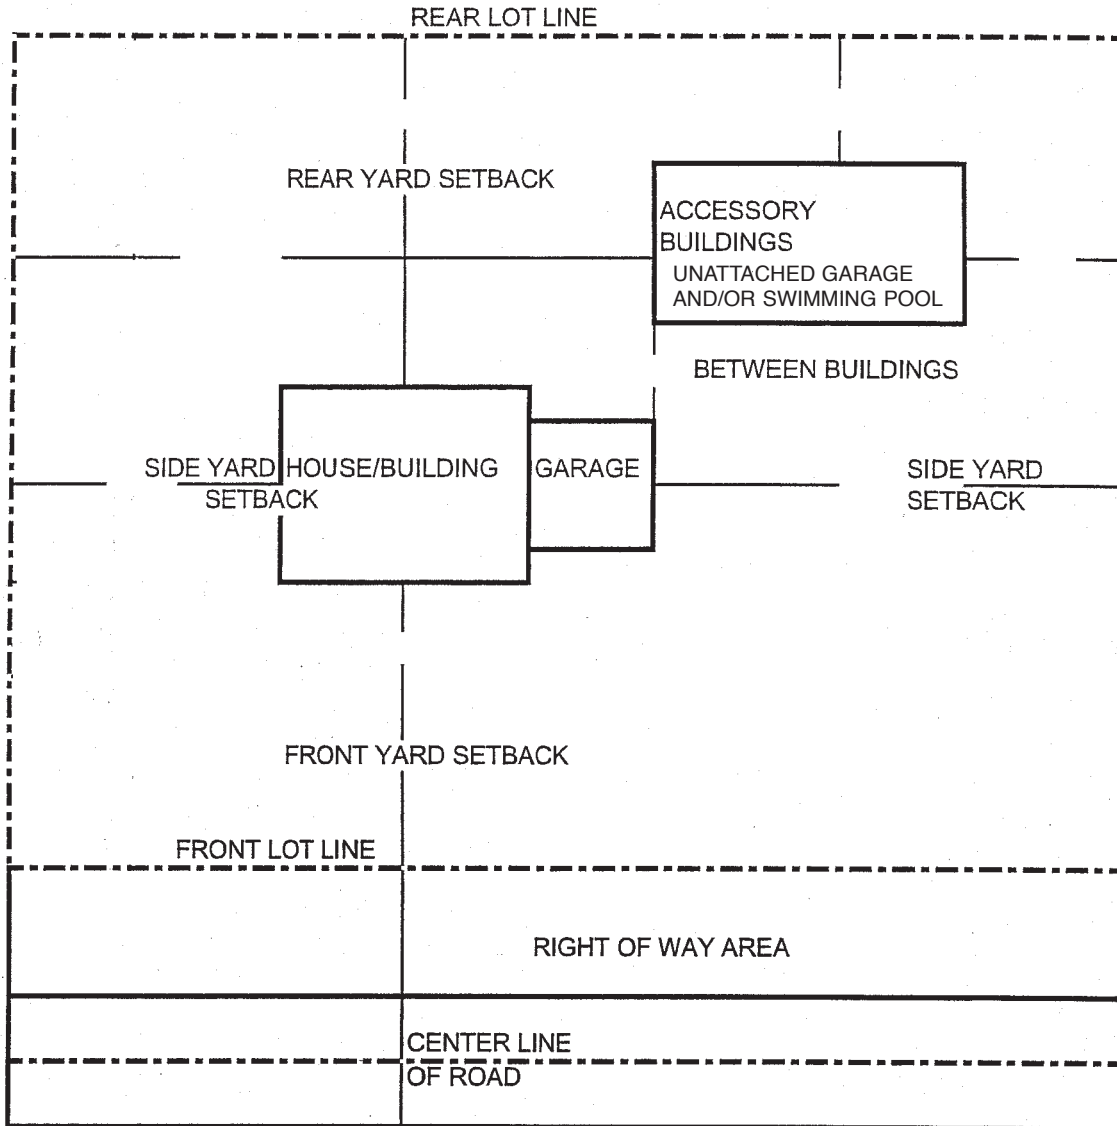 REAR LOT LINE
REAR YARD SETBACK
ACCESSORY
BUILDINGS
UNATTACHED GARAGE
AND/OR SWIMMING POOL
BETWEEN BUILDINGS
SIDE YARD
SETBACK
HOUSE/BUILDING
GARAGE
SIDE YARD
SETBACK
FRONT YARD SETBACK
FRONT LOT LINE
RIGHT OF WAY AREA
CENTER LINE
OF ROAD